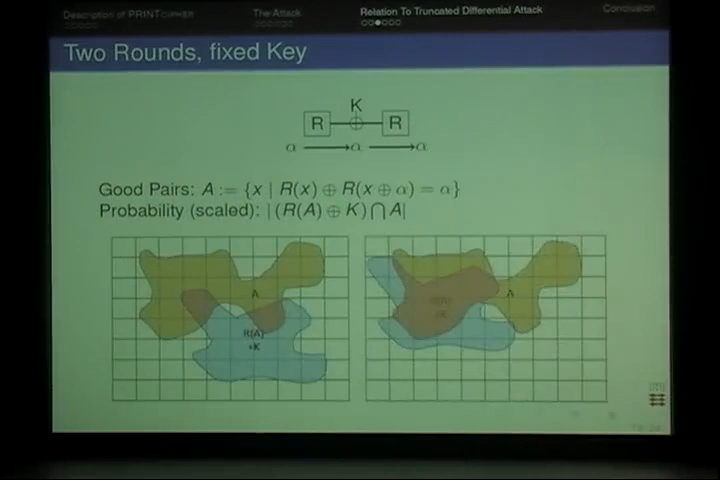 Description of PRINTCIPHER
The Attack
Relation To Truncated Differential Attack
Conclusion
Two Rounds, fixed Key
K
R ⊕ R
α → α → α
Good Pairs: A := {x | R(x) ⊕ R(x ⊕ α) = α}
Probability (scaled): |(R(A) ⊕ K) ⋂ A|
A
R(A)
+K
A